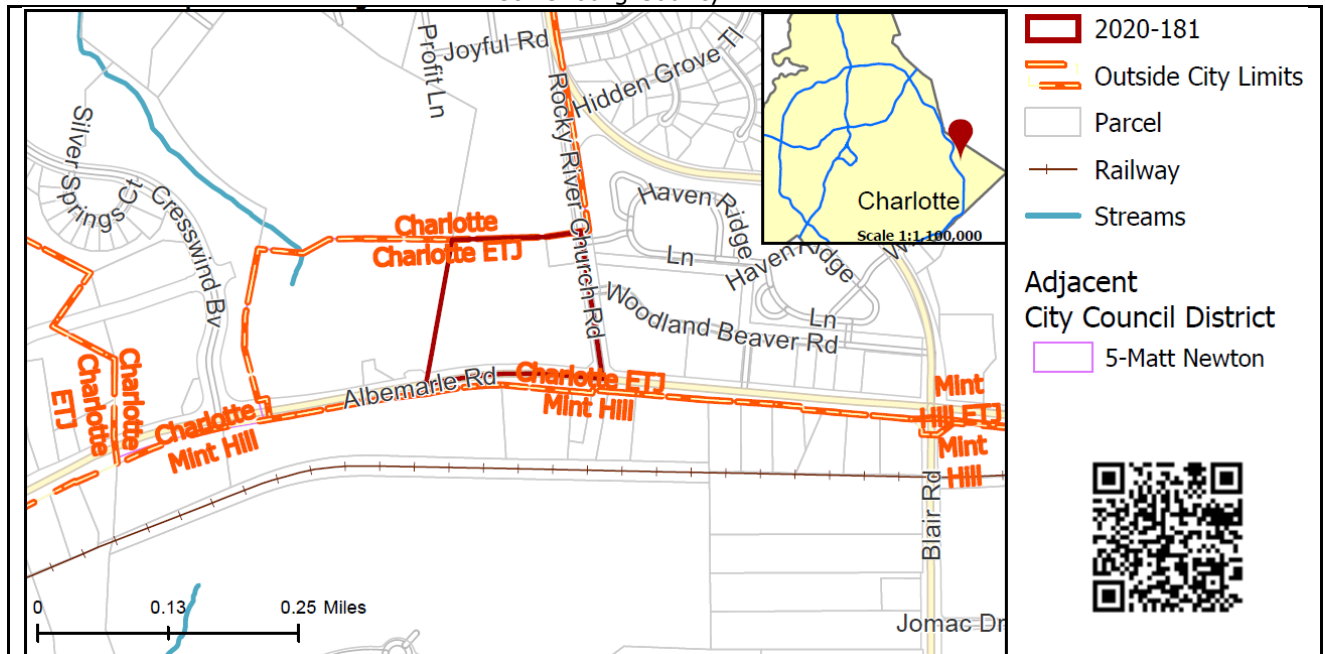 Profit Ln
Joyful Rd
Rocky River Church Rd
Hidden Grove Tl
Silver Springs Ct
Cresswind Bv
Charlotte
Charlotte ETJ
Haven Ridge
Ln
Haven Ridge
Ln
Woodland Beaver Rd
Albemarle Rd
Charlotte ETJ
Mint Hill
Charlotte
ETJ
Charlotte
Charlotte
Mint Hill
Mint
Hill ETJ
Mint
Hill
Blair Rd
Jomac Dr
0
0.13
0.25 Miles
Charlotte
Scale 1:1,100,000
2020-181
Outside City Limits
Parcel
Railway
Streams
Adjacent
City Council District
5-Matt Newton